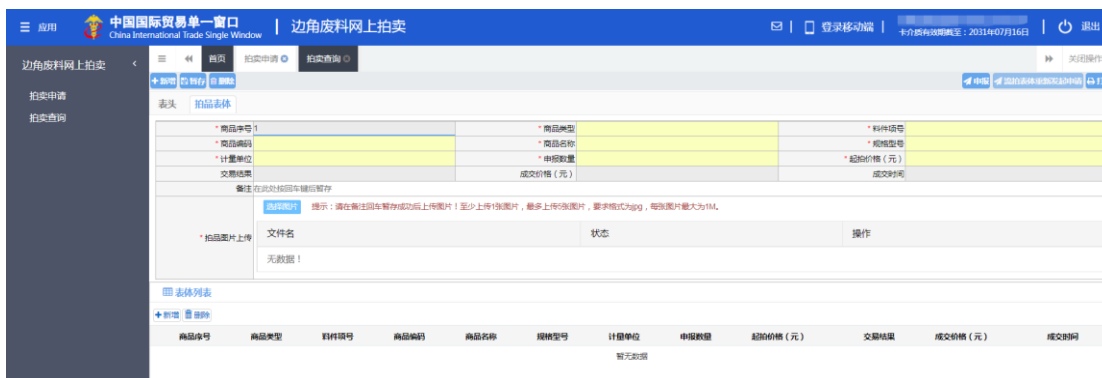 应用 中国国际贸易单一窗口 China International Trade Single Window 边角废料网上拍卖 登录移动端 卡介质有效期截至：2031年07月16日 退出
边角废料网上拍卖 首页 拍卖申请 拍卖查询 关闭操作
新增 暂存 删除 申报
拍卖申请 表头 拍品表体
拍卖查询
*商品序号 1 *商品类型 *料件项号
*商品编码 *商品名称 *规格型号
*计量单位 *申报数量 *起拍价格（元）
交易结果 成交价格（元） 成交时间
备注 在此处按回车键后暂存
选择图片 提示：请在备注回车暂存成功后上传图片！至少上传1张图片，最多上传5张图片，要求格式为jpg，每张图片最大为1M。
*拍品图片上传 文件名 状态 操作
无数据！
表体列表
新增 删除
商品序号 商品类型 料件项号 商品编码 商品名称 规格型号 计量单位 申报数量 起拍价格（元） 交易结果 成交价格（元） 成交时间
暂无数据